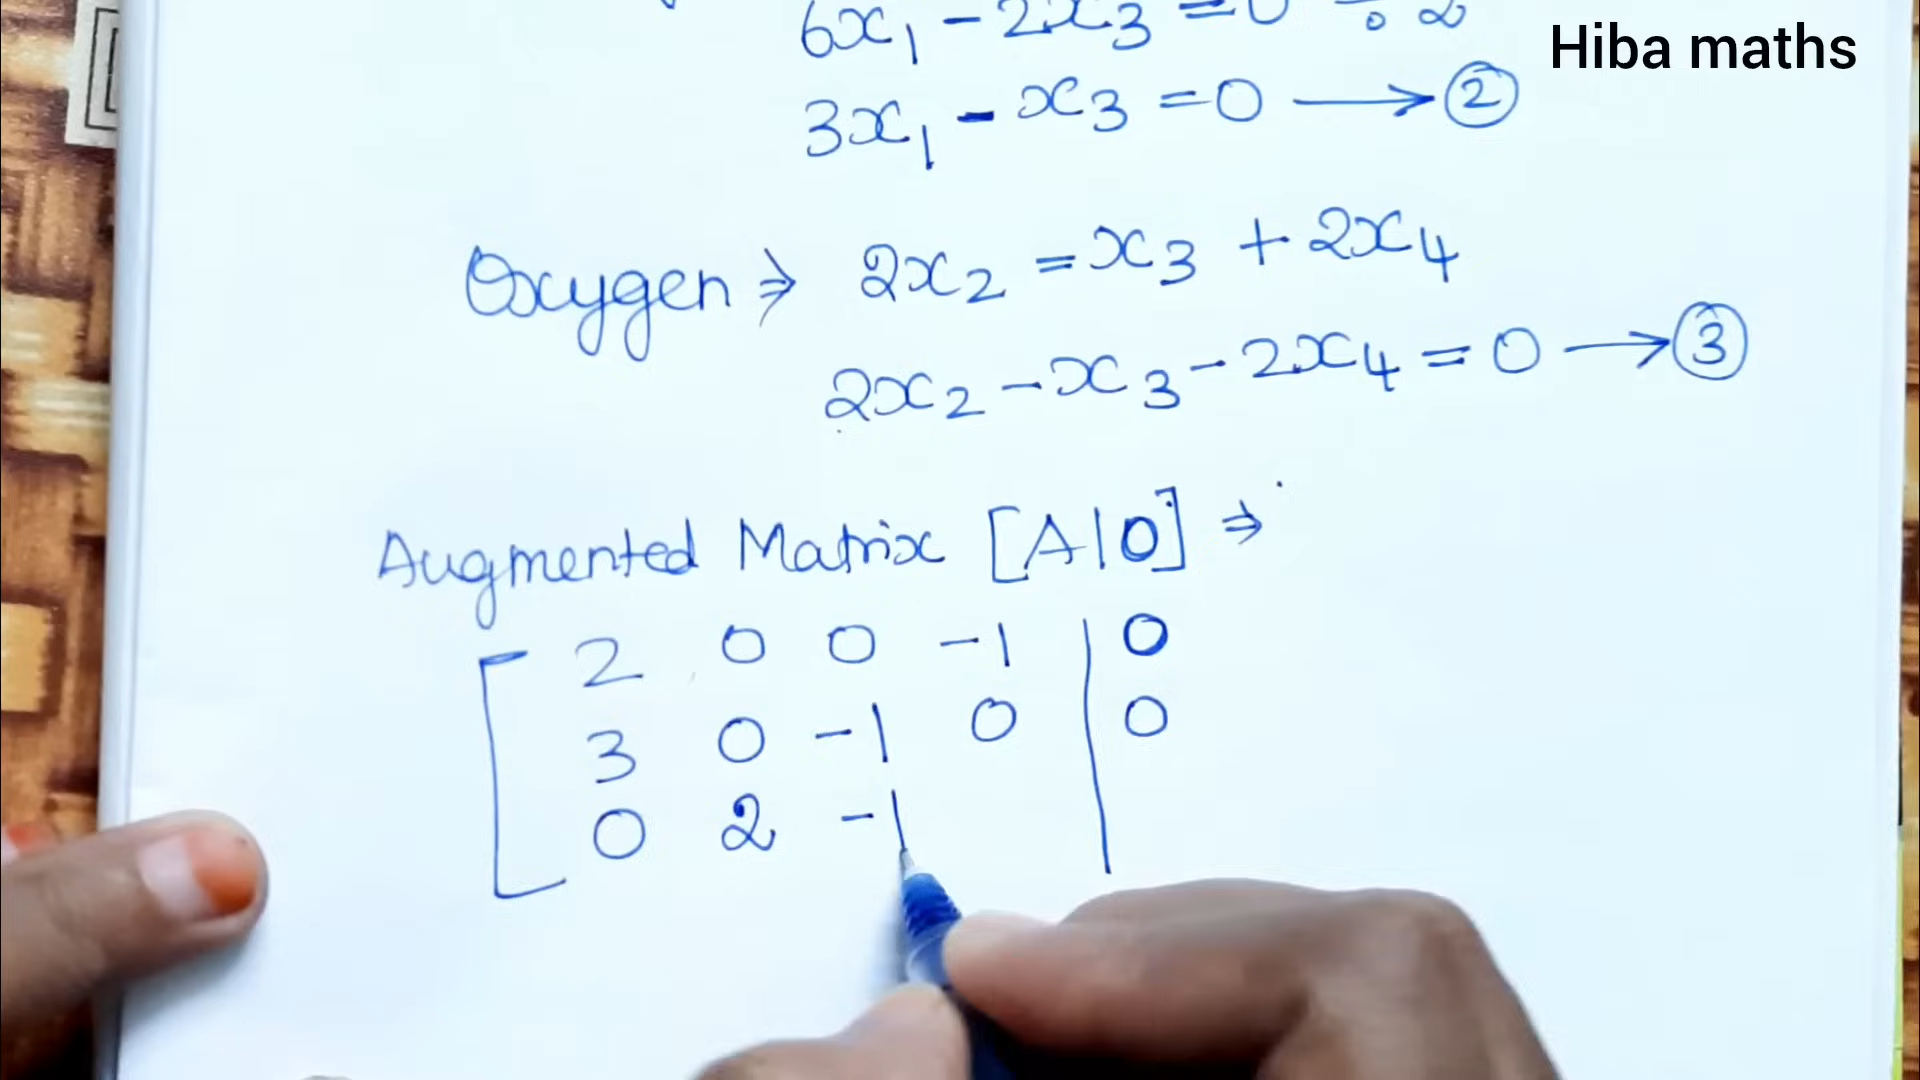 Hiba maths
6x₁ - 2x₃ = 0 ÷ 2
3x₁ - x₃ = 0 ⟶ ②
Oxygen ⇒ 2x₂ = x₃ + 2x₄
2x₂ - x₃ - 2x₄ = 0 ⟶ ③
Augmented Matrix [A|0] ⇒
2 0 0 -1 | 0
3 0 -1 0 | 0
0 2 -1